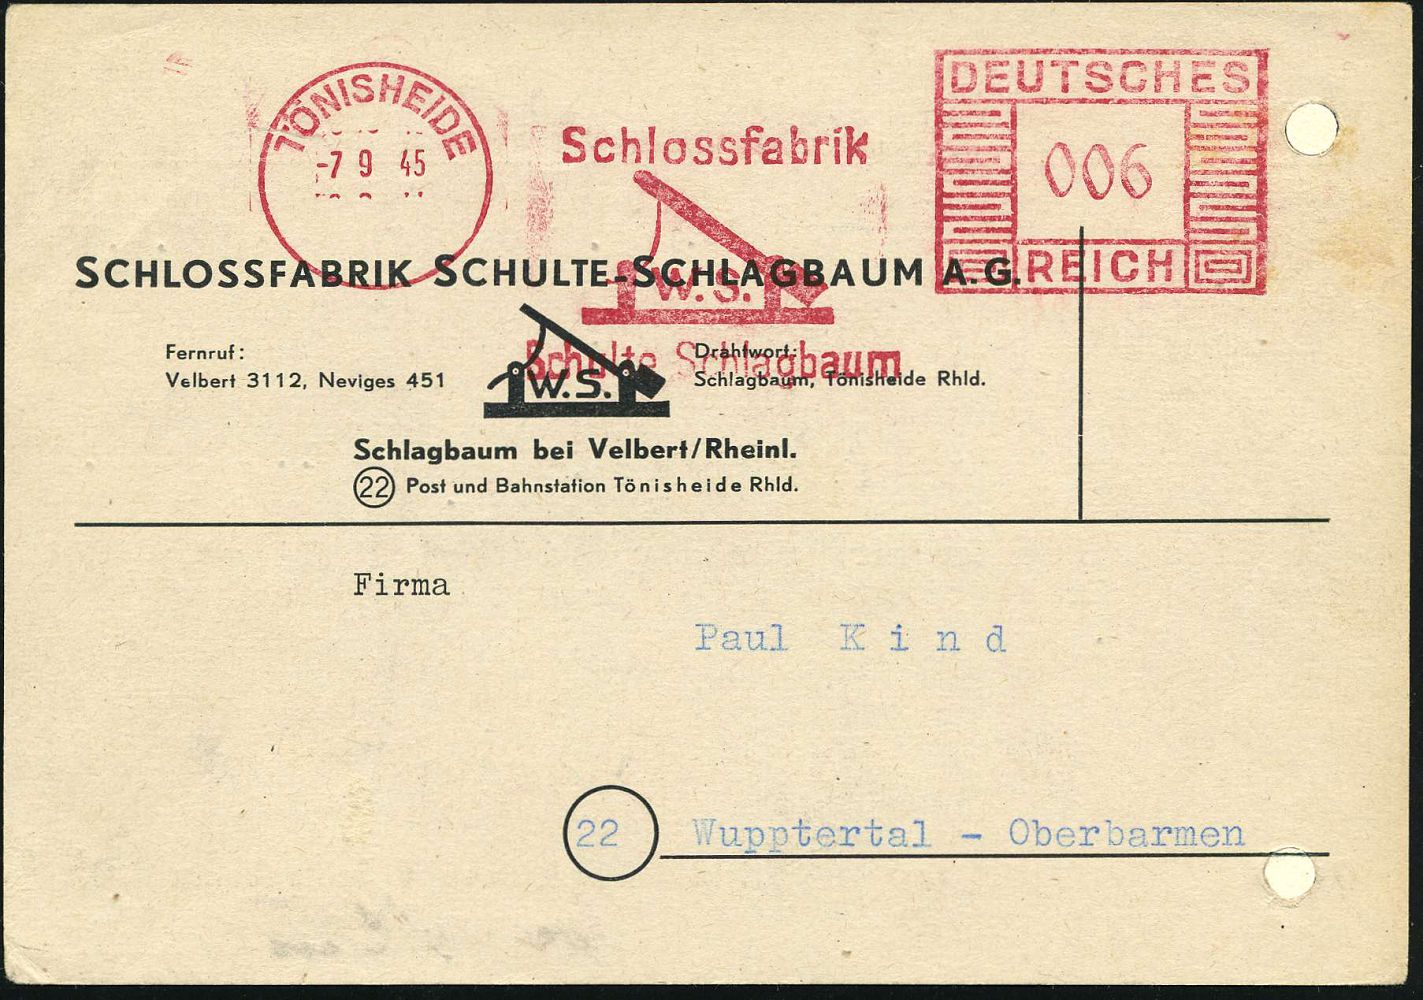 TÖNISHEIDE
-7 9 45
Schlossfabrik
W.S.
Schulte Schlagbaum
DEUTSCHES
006
REICH
SCHLOSSFABRIK SCHULTE-SCHLAGBAUM A.G.
Fernruf:
Velbert 3112, Neviges 451
W.S.
Drahtwort:
Schlagbaum, Tönisheide Rhld.
Schlagbaum bei Velbert/Rheinl.
22 Post und Bahnstation Tönisheide Rhld.
Firma
Paul Kind
22 Wupptertal - Oberbarmen